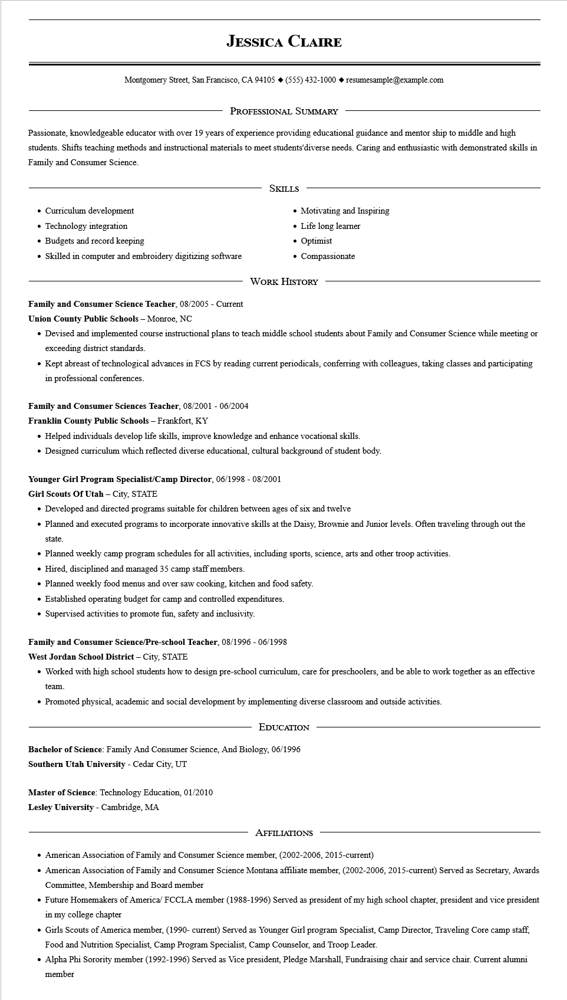 Jessica Claire
Montgomery Street, San Francisco, CA 94105 ◆ (555) 432-1000 ◆ resumesample@example.com
Professional Summary
Passionate, knowledgeable educator with over 19 years of experience providing educational guidance and mentor ship to middle and high
students. Shifts teaching methods and instructional materials to meet students'diverse needs. Caring and enthusiastic with demonstrated skills in
Family and Consumer Science.
Skills
• Curriculum development
• Technology integration
• Budgets and record keeping
• Skilled in computer and embroidery digitizing software
• Motivating and Inspiring
• Life long learner
• Optimist
• Compassionate
Work History
Family and Consumer Science Teacher, 08/2005 - Current
Union County Public Schools – Monroe, NC
• Devised and implemented course instructional plans to teach middle school students about Family and Consumer Science while meeting or
exceeding district standards.
• Kept abreast of technological advances in FCS by reading current periodicals, conferring with colleagues, taking classes and participating
in professional conferences.
Family and Consumer Sciences Teacher, 08/2001 - 06/2004
Franklin County Public Schools – Frankfort, KY
• Helped individuals develop life skills, improve knowledge and enhance vocational skills.
• Designed curriculum which reflected diverse educational, cultural background of student body.
Younger Girl Program Specialist/Camp Director, 06/1998 - 08/2001
Girl Scouts Of Utah – City, STATE
• Developed and directed programs suitable for children between ages of six and twelve
• Planned and executed programs to incorporate innovative skills at the Daisy, Brownie and Junior levels. Often traveling through out the
state.
• Planned weekly camp program schedules for all activities, including sports, science, arts and other troop activities.
• Hired, disciplined and managed 35 camp staff members.
• Planned weekly food menus and over saw cooking, kitchen and food safety.
• Established operating budget for camp and controlled expenditures.
• Supervised activities to promote fun, safety and inclusivity.
Family and Consumer Science/Pre-school Teacher, 08/1996 - 06/1998
West Jordan School District – City, STATE
• Worked with high school students how to design pre-school curriculum, care for preschoolers, and be able to work together as an effective
team.
• Promoted physical, academic and social development by implementing diverse classroom and outside activities.
Education
Bachelor of Science: Family And Consumer Science, And Biology, 06/1996
Southern Utah University - Cedar City, UT
Master of Science: Technology Education, 01/2010
Lesley University - Cambridge, MA
Affiliations
• American Association of Family and Consumer Science member, (2002-2006, 2015-current)
• American Association of Family and Consumer Science Montana affiliate member, (2002-2006, 2015-current) Served as Secretary, Awards
Committee, Membership and Board member
• Future Homemakers of America/ FCCLA member (1988-1996) Served as president of my high school chapter, president and vice president
in my college chapter
• Girls Scouts of America member, (1990- current) Served as Younger Girl program Specialist, Camp Director, Traveling Core camp staff,
Food and Nutrition Specialist, Camp Program Specialist, Camp Counselor, and Troop Leader.
• Alpha Phi Sorority member (1992-1996) Served as Vice president, Pledge Marshall, Fundraising chair and service chair. Current alumni
member